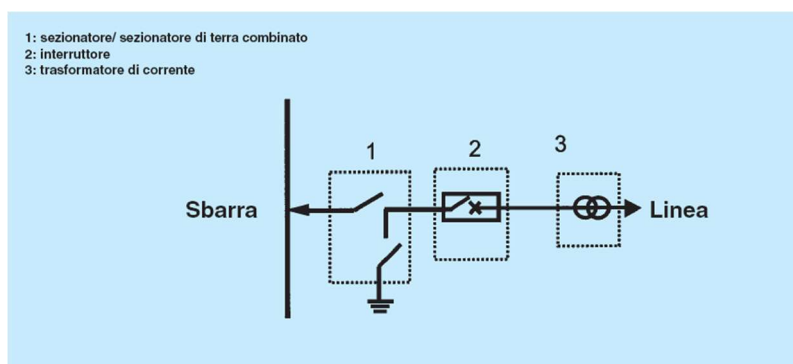 1: sezionatore/ sezionatore di terra combinato
2: interruttore
3: trasformatore di corrente
1
2
3
Sbarra
Linea